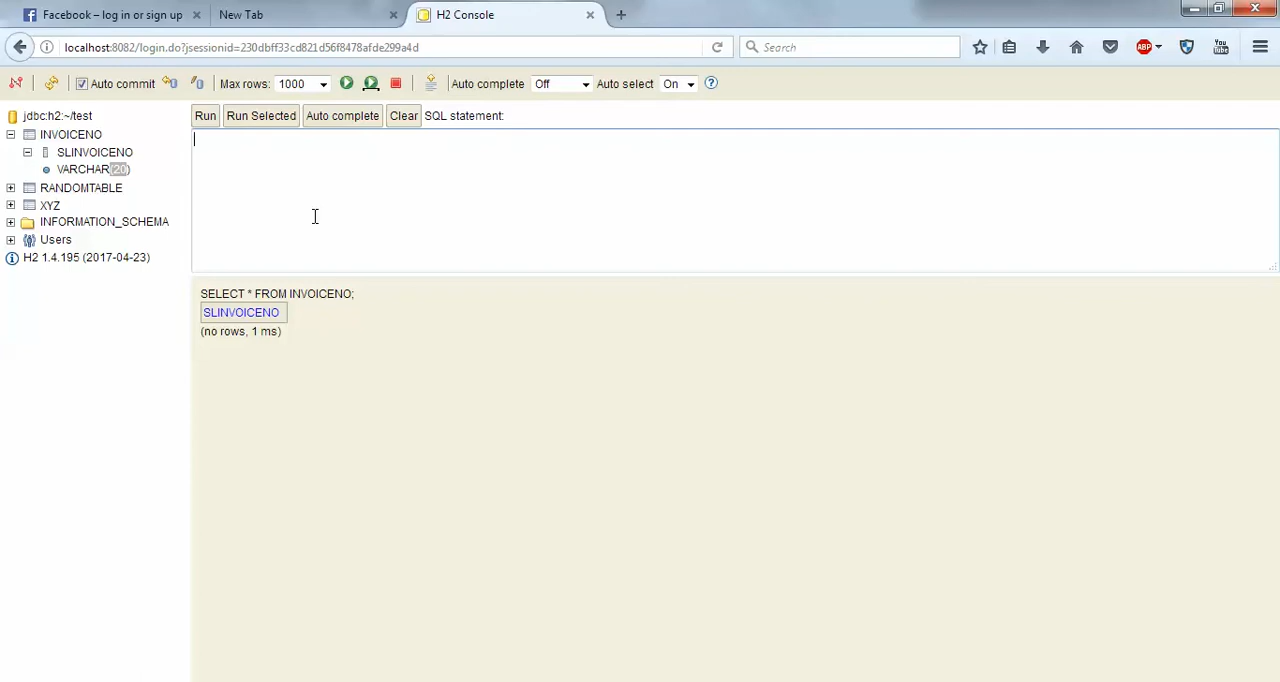 Facebook – log in or sign up New Tab H2 Console
localhost:8082/login.do?jsessionid=230dbff33cd821d56f8478afde299a4d Search ABP You Tube
Auto commit Max rows: 1000 Auto complete Off Auto select On ?
jdbc:h2:~/test
INVOICENO
SLINVOICENO
VARCHAR(20)
RANDOMTABLE
XYZ
INFORMATION_SCHEMA
Users
H2 1.4.195 (2017-04-23)
Run Run Selected Auto complete Clear SQL statement:
SELECT * FROM INVOICENO;
SLINVOICENO
(no rows, 1 ms)